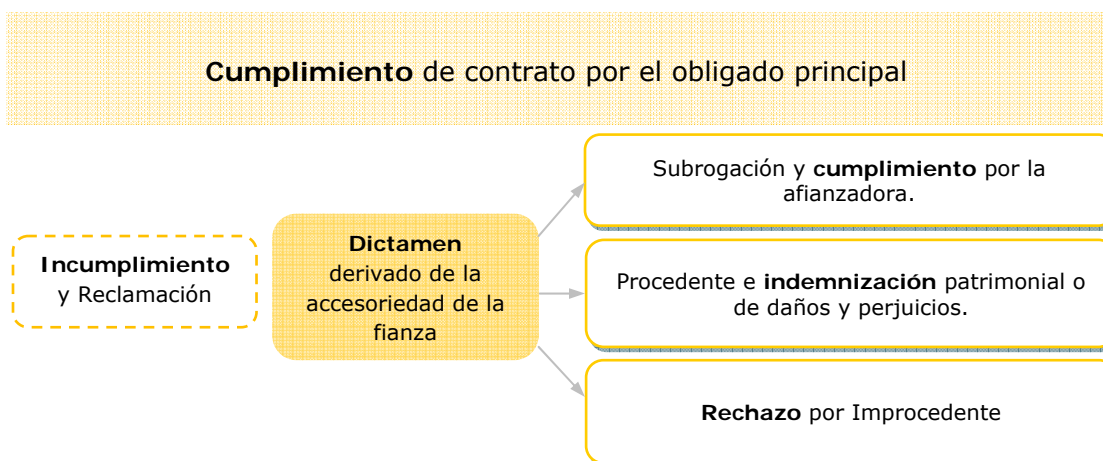 Cumplimiento de contrato por el obligado principal
Incumplimiento
y Reclamación
Dictamen
derivado de la
accesoriedad de la
fianza
Subrogación y cumplimiento por la
afianzadora.
Procedente e indemnización patrimonial o
de daños y perjuicios.
Rechazo por Improcedente